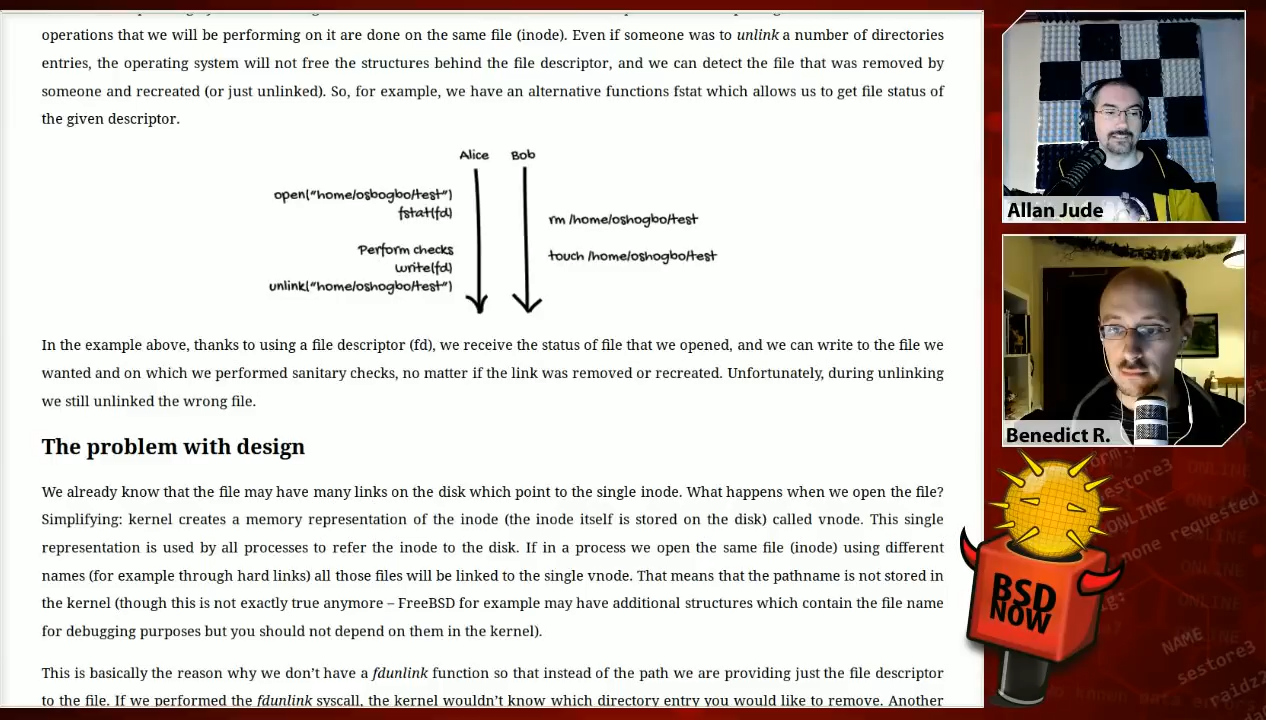 operations that we will be performing on it are done on the same file (inode). Even if someone was to unlink a number of directories
entries, the operating system will not free the structures behind the file descriptor, and we can detect the file that was removed by
someone and recreated (or just unlinked). So, for example, we have an alternative functions fstat which allows us to get file status of
the given descriptor.
Alice Bob
open("home/osbogbo/test")
fstat(fd)
rm /home/oshogbo/test
Perform checks
touch /home/oshogbo/test
write(fd)
unlink("home/oshogbo/test")
In the example above, thanks to using a file descriptor (fd), we receive the status of file that we opened, and we can write to the file we
wanted and on which we performed sanitary checks, no matter if the link was removed or recreated. Unfortunately, during unlinking
we still unlinked the wrong file.
The problem with design
We already know that the file may have many links on the disk which point to the single inode. What happens when we open the file?
Simplifying: kernel creates a memory representation of the inode (the inode itself is stored on the disk) called vnode. This single
representation is used by all processes to refer the inode to the disk. If in a process we open the same file (inode) using different
names (for example through hard links) all those files will be linked to the single vnode. That means that the pathname is not stored in
the kernel (though this is not exactly true anymore – FreeBSD for example may have additional structures which contain the file name
for debugging purposes but you should not depend on them in the kernel).
This is basically the reason why we don't have a fdunlink function so that instead of the path we are providing just the file descriptor
to the file. If we performed the fdunlink syscall, the kernel wouldn't know which directory entry you would like to remove. Another
Allan Jude
Benedict R.
BSD
NOW
ONLINE
ONLINE
none requested
NAME
sestore3
raidz2